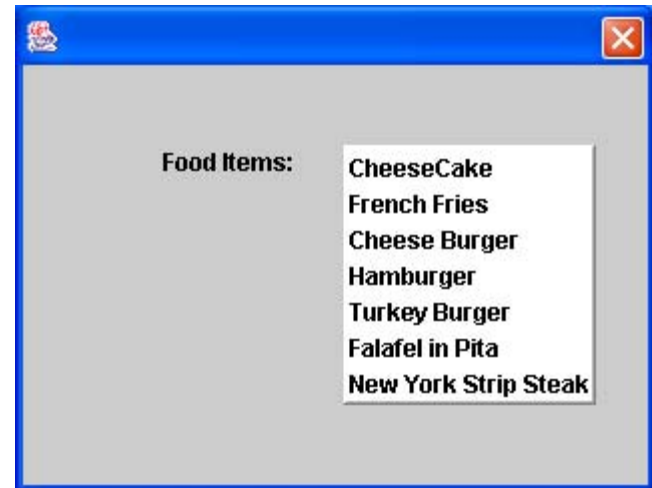 Food Items:
CheeseCake
French Fries
Cheese Burger
Hamburger
Turkey Burger
Falafel in Pita
New York Strip Steak